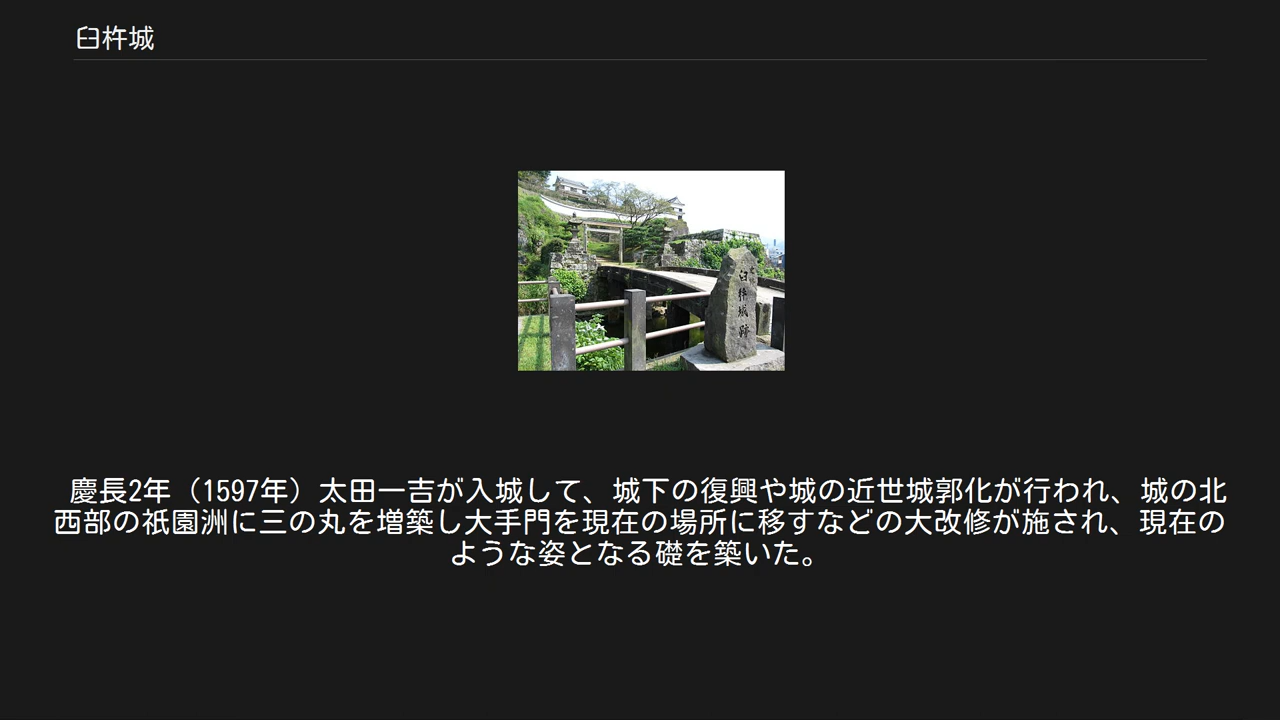 臼杵城
臼杵城跡
慶長2年（1597年）太田一吉が入城して、城下の復興や城の近世城郭化が行われ、城の北
西部の祇園洲に三の丸を増築し大手門を現在の場所に移すなどの大改修が施され、現在の
ような姿となる礎を築いた。